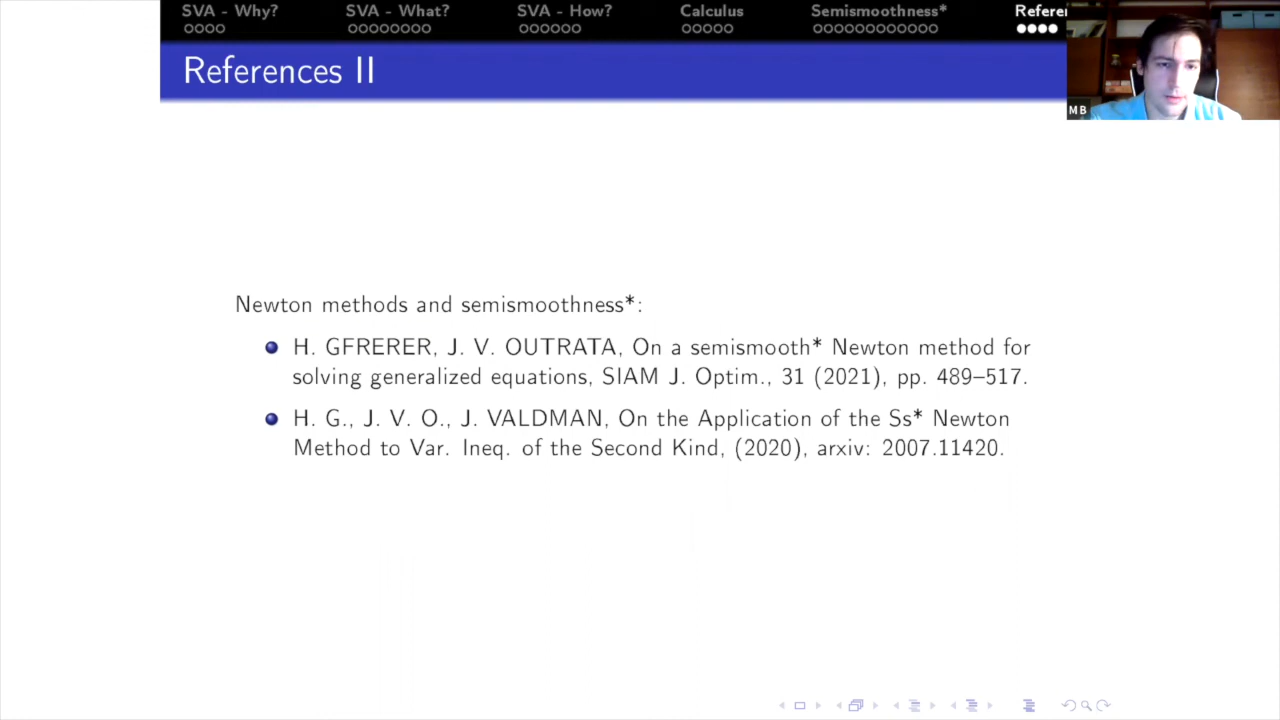 SVA - Why? SVA - What? SVA - How? Calculus Semismoothness*
References II
MB
Newton methods and semismoothness*:
H. GFRERER, J. V. OUTRATA, On a semismooth* Newton method for
solving generalized equations, SIAM J. Optim., 31 (2021), pp. 489–517.
H. G., J. V. O., J. VALDMAN, On the Application of the Ss* Newton
Method to Var. Ineq. of the Second Kind, (2020), arxiv: 2007.11420.